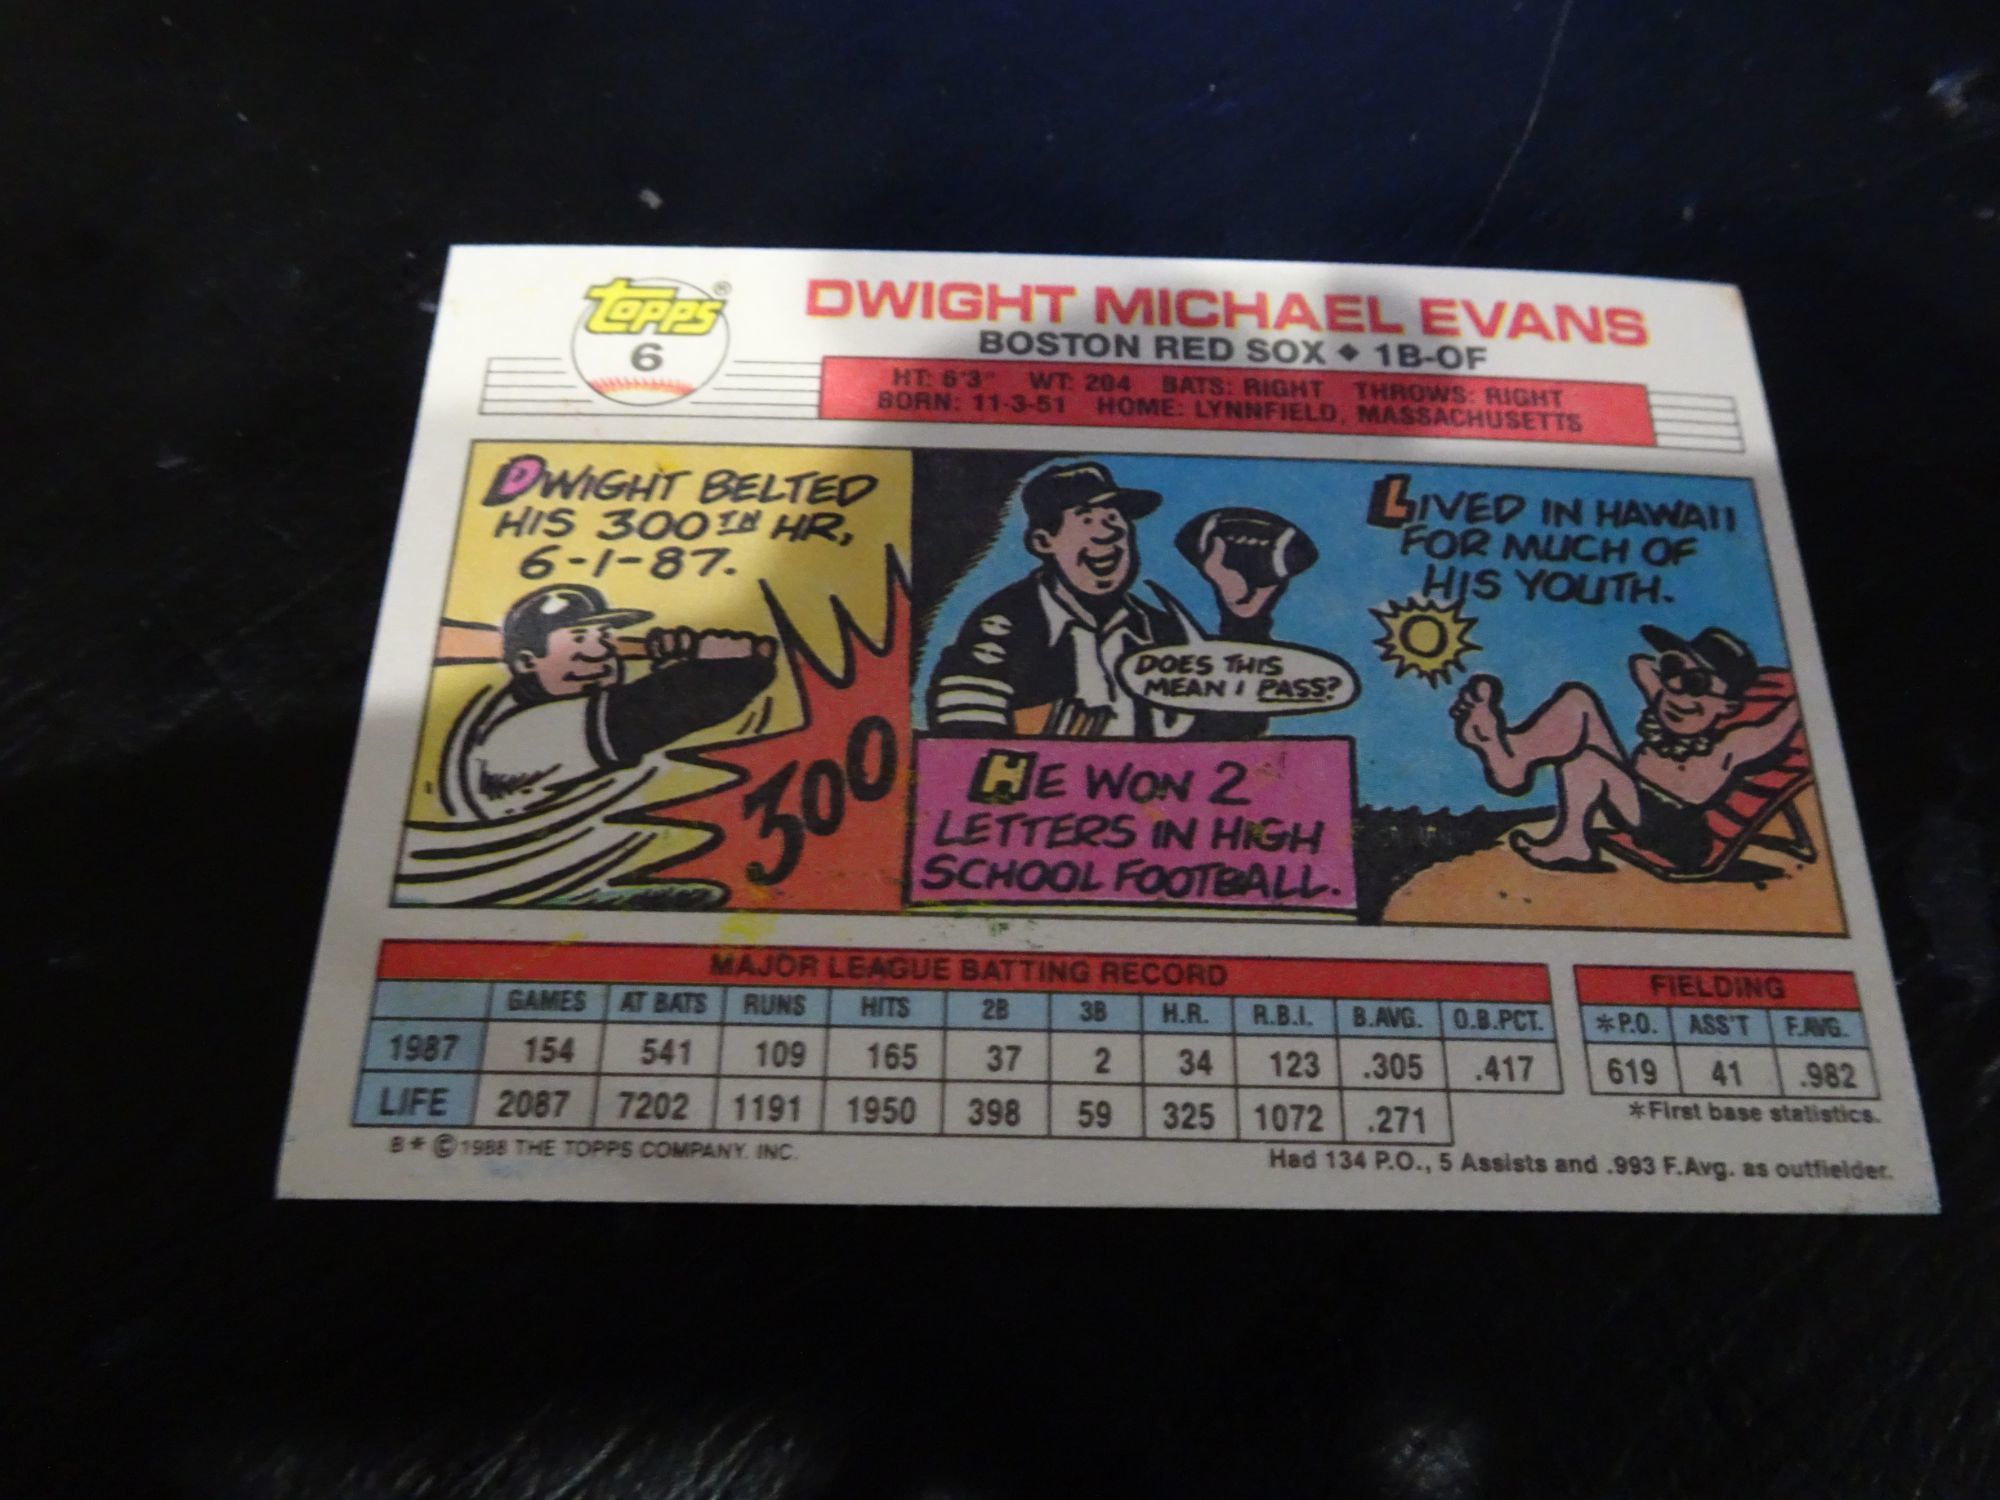 topps ®
6
DWIGHT MICHAEL EVANS
BOSTON RED SOX ◆ 1B-OF
HT: 6'3" WT: 204 BATS: RIGHT THROWS: RIGHT
BORN: 11-3-51 HOME: LYNNFIELD, MASSACHUSETTS
DWIGHT BELTED
HIS 300TH HR,
6-1-87.
300
DOES THIS
MEAN I PASS?
HE WON 2
LETTERS IN HIGH
SCHOOL FOOTBALL.
LIVED IN HAWAII
FOR MUCH OF
HIS YOUTH.
MAJOR LEAGUE BATTING RECORD
GAMES AT BATS RUNS HITS 2B 3B H.R. R.B.I. B.AVG. O.B.PCT.
1987 154 541 109 165 37 2 34 123 .305 .417
LIFE 2087 7202 1191 1950 398 59 325 1072 .271
FIELDING
*P.O. ASS'T F.AVG.
619 41 .982
*First base statistics.
B* © 1988 THE TOPPS COMPANY, INC.
Had 134 P.O., 5 Assists and .993 F.Avg. as outfielder.